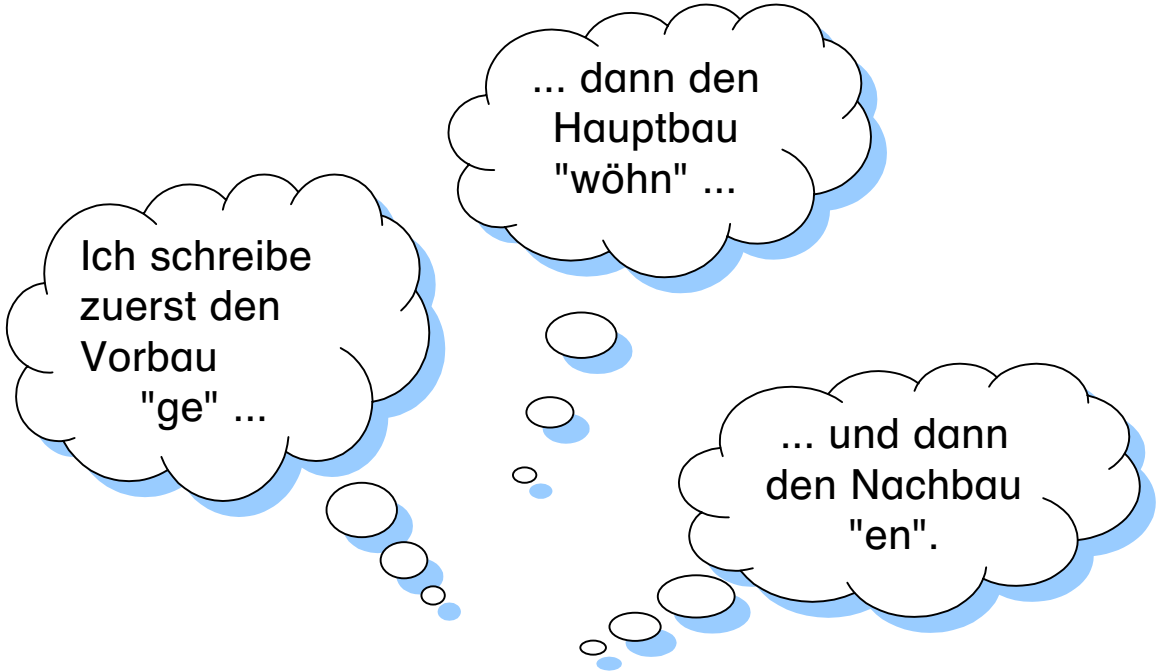 Ich schreibe
zuerst den
Vorbau
"ge" ...
... dann den
Hauptbau
"wöhn" ...
... und dann
den Nachbau
"en".